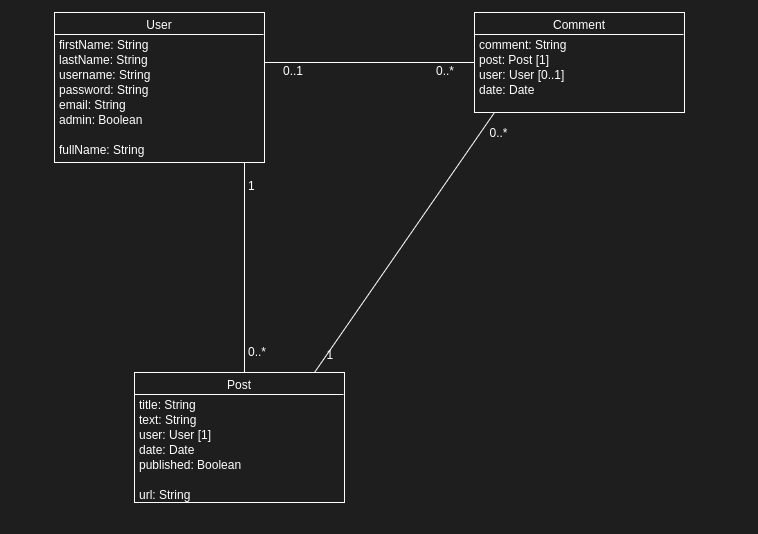 User
firstName: String
lastName: String
username: String
password: String
email: String
admin: Boolean
fullName: String
Comment
comment: String
post: Post [1]
user: User [0..1]
date: Date
0..1
0..*
0..*
1
0..*
1
Post
title: String
text: String
user: User [1]
date: Date
published: Boolean
url: String